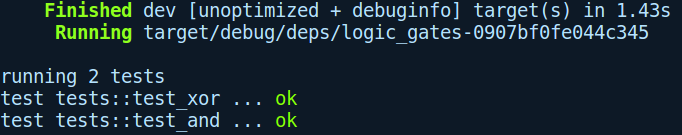 Finished dev [unoptimized + debuginfo] target(s) in 1.43s
Running target/debug/deps/logic_gates-0907bf0fe044c345
running 2 tests
test tests::test_xor ... ok
test tests::test_and ... ok